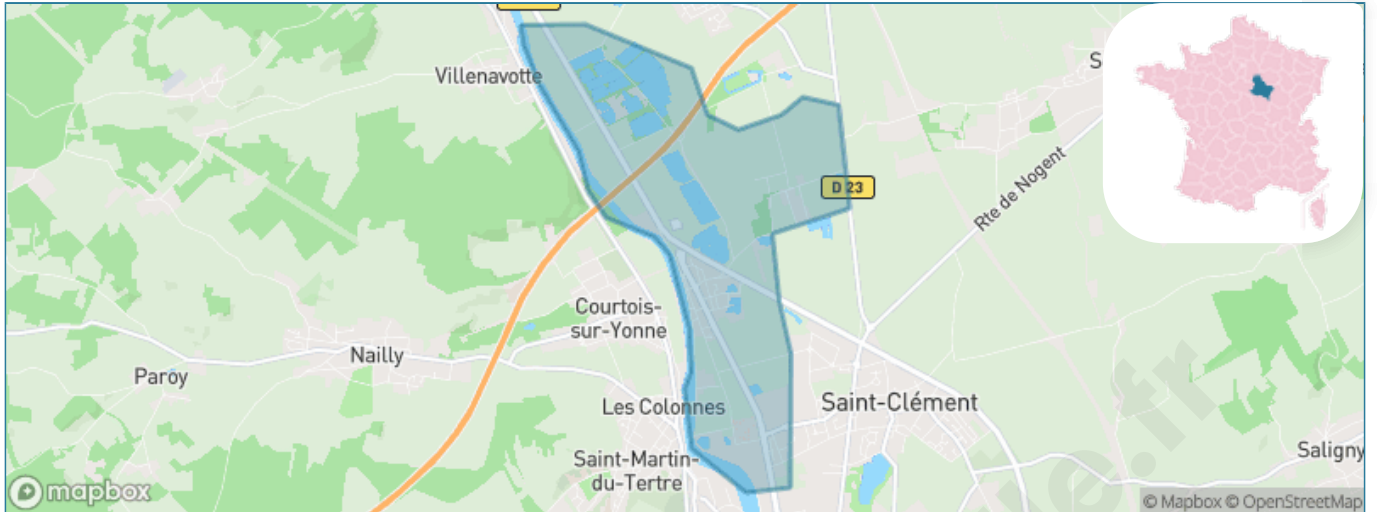 Villenavotte
S
D 23
Rte de Nogent
Courtois-
sur-Yonne
Nailly
Paroy
Les Colonnes
Saint-Clément
Saint-Martin-
du-Tertre
Saligny
mapbox
© Mapbox © OpenStreetMap